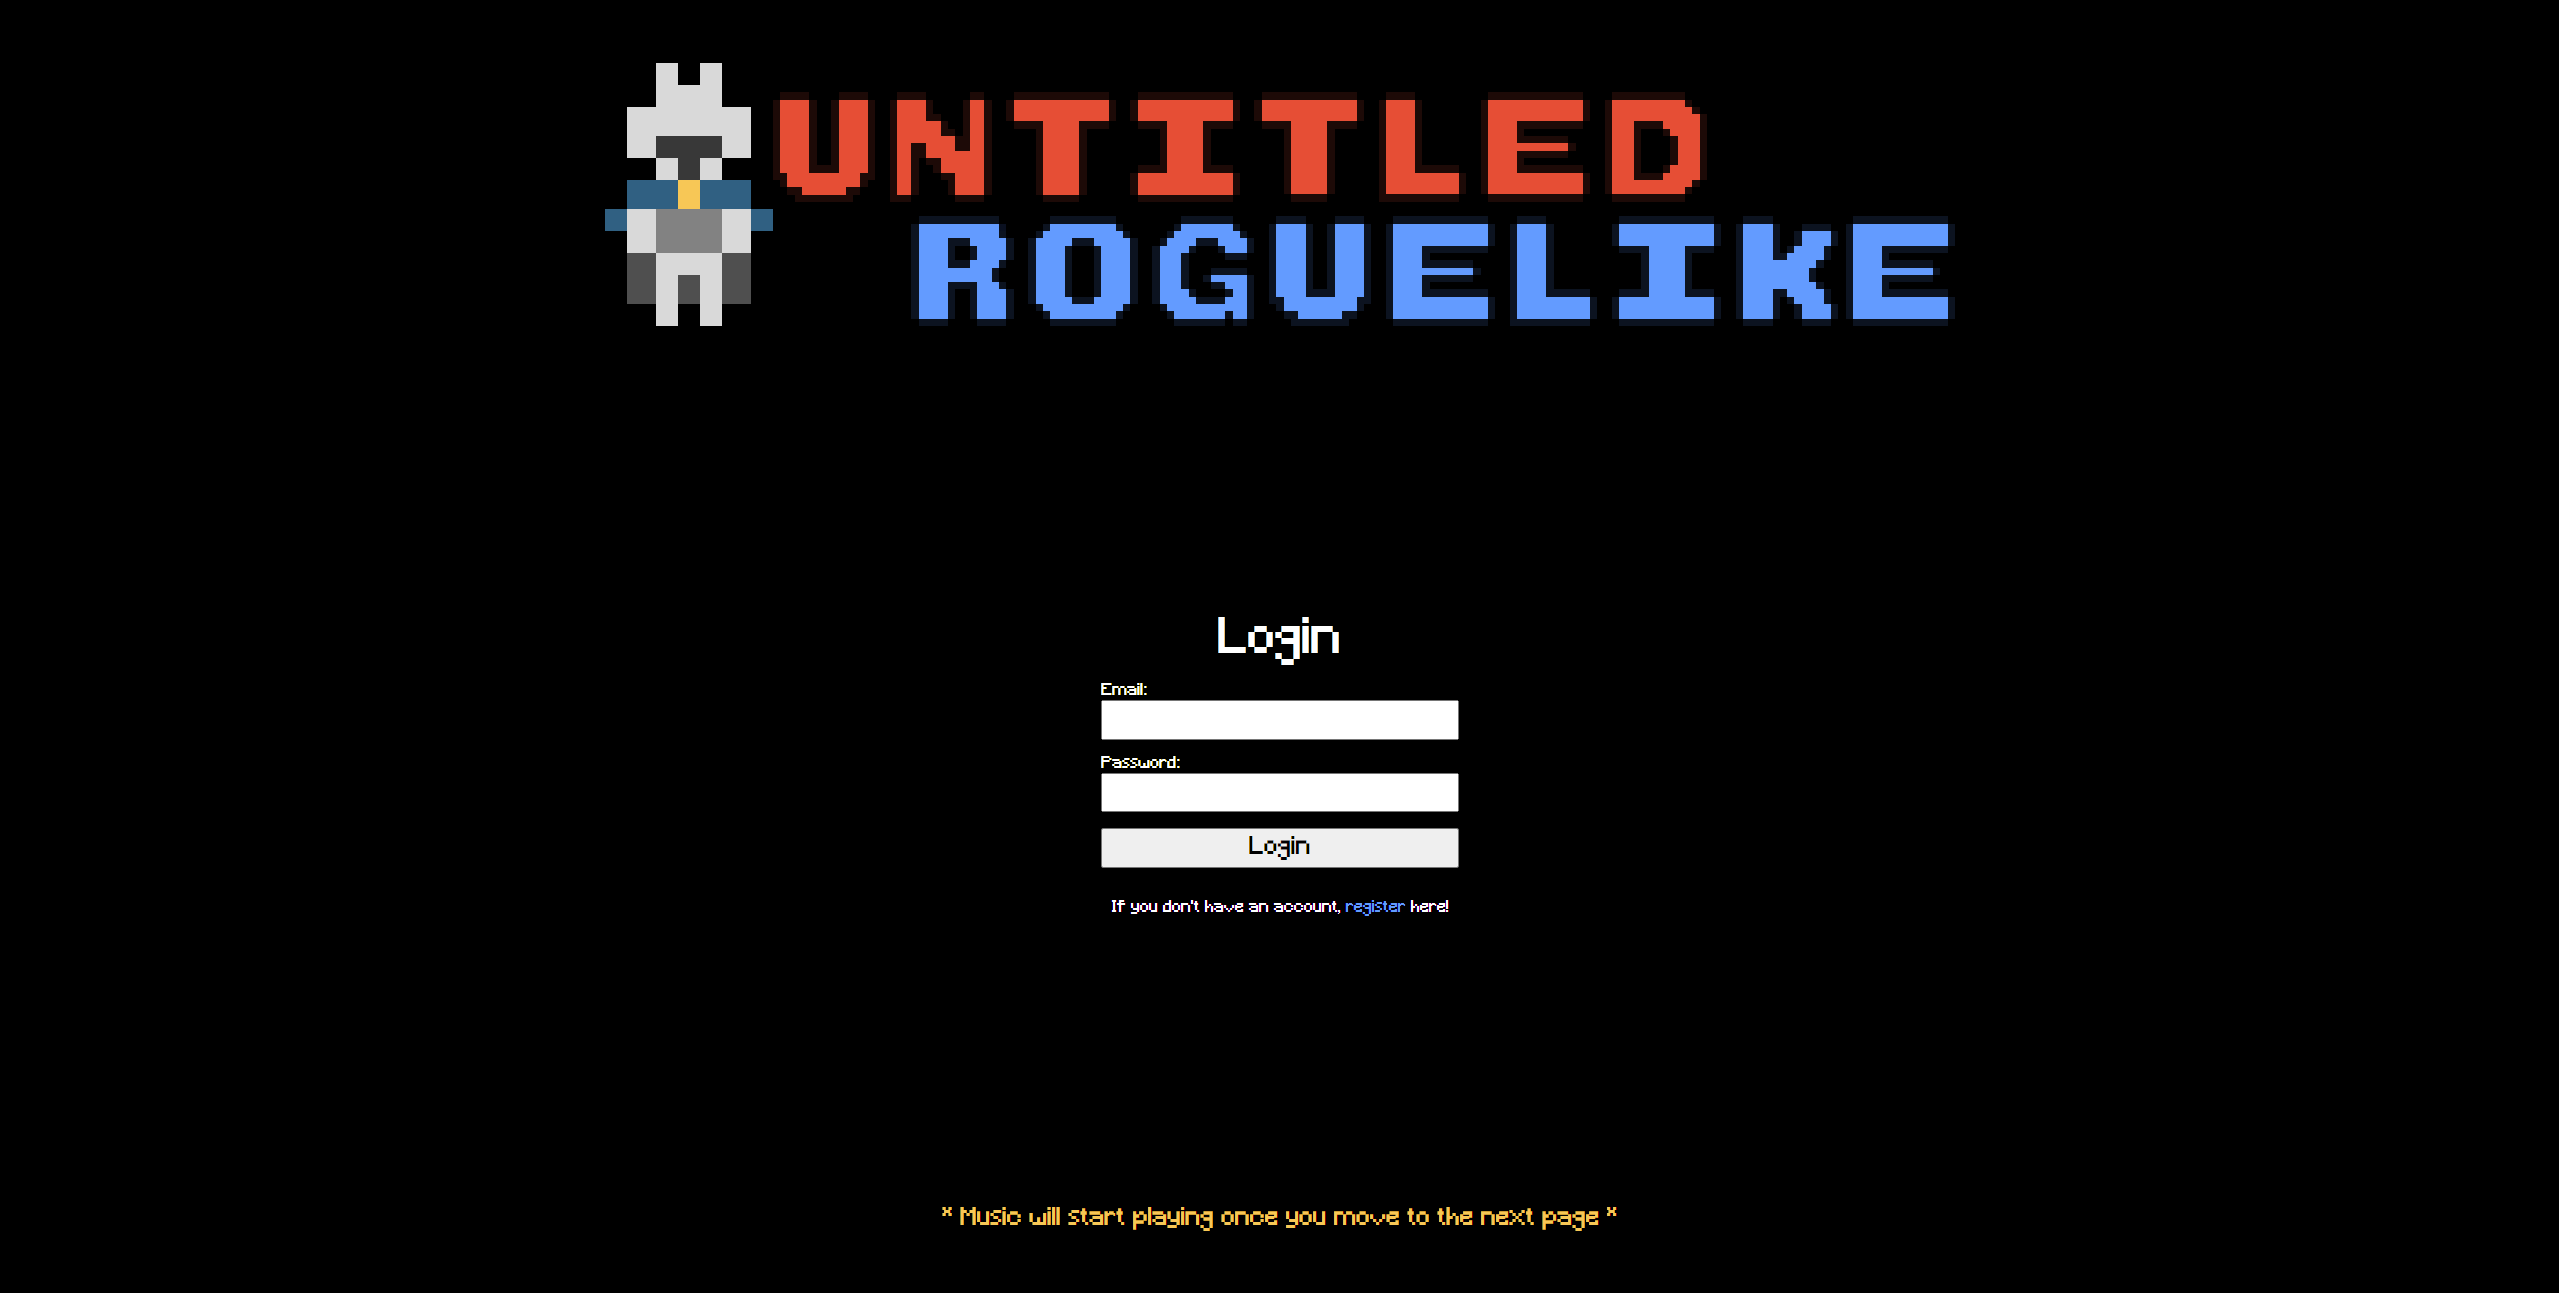 UNTITLED
ROGUELIKE
Login
Email:
Password:
Login
If you don't have an account, register here!
* Music will start playing once you move to the next page *